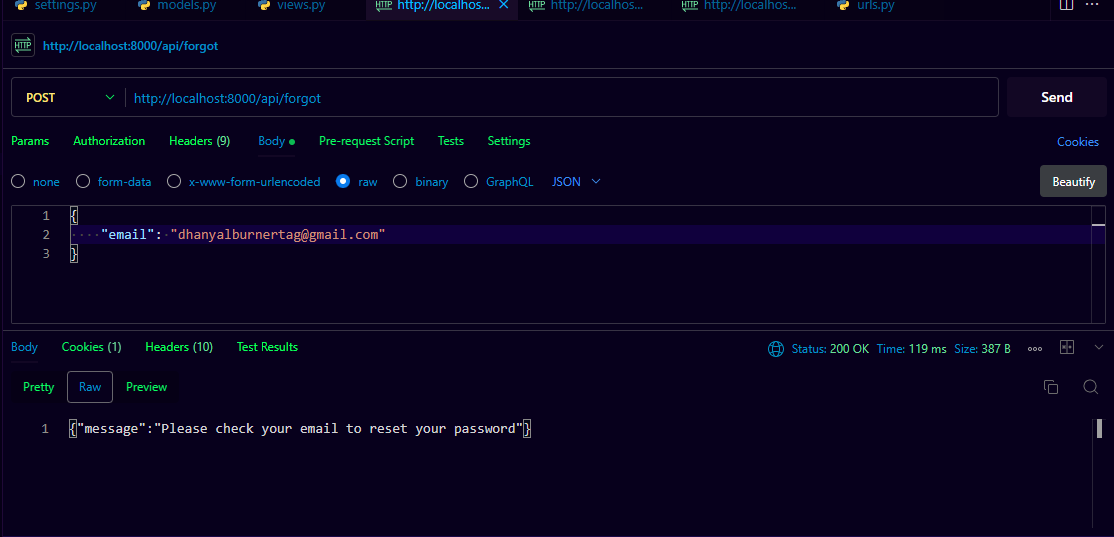 settings.py models.py views.py http://localhos... http://localhos... http://localhos... urls.py ...
HTTP http://localhost:8000/api/forgot
POST http://localhost:8000/api/forgot Send
Params Authorization Headers (9) Body Pre-request Script Tests Settings Cookies
none form-data x-www-form-urlencoded raw binary GraphQL JSON Beautify
1 {
2 "email": "dhanyalburnertag@gmail.com"
3 }
Body Cookies (1) Headers (10) Test Results Status: 200 OK Time: 119 ms Size: 387 B
Pretty Raw Preview
1 {"message":"Please check your email to reset your password"}